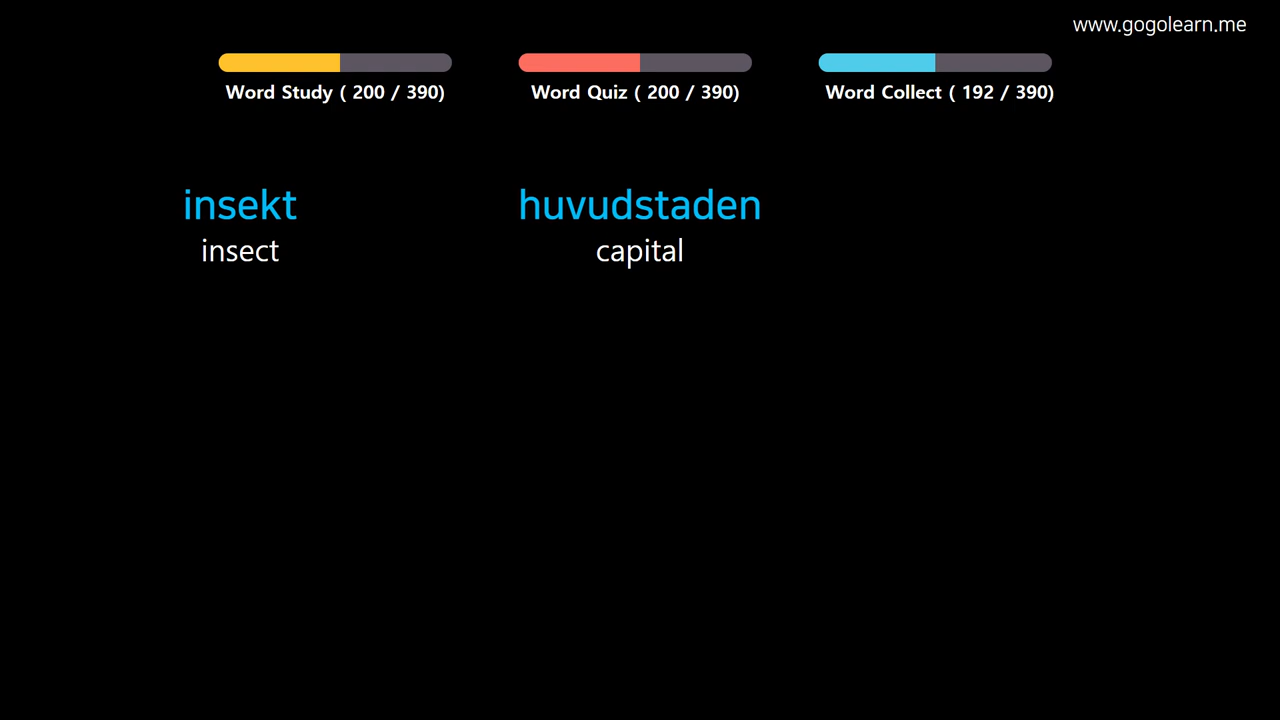 www.gogolearn.me
Word Study ( 200 / 390)
Word Quiz ( 200 / 390)
Word Collect ( 192 / 390)
insekt
insect
huvudstaden
capital